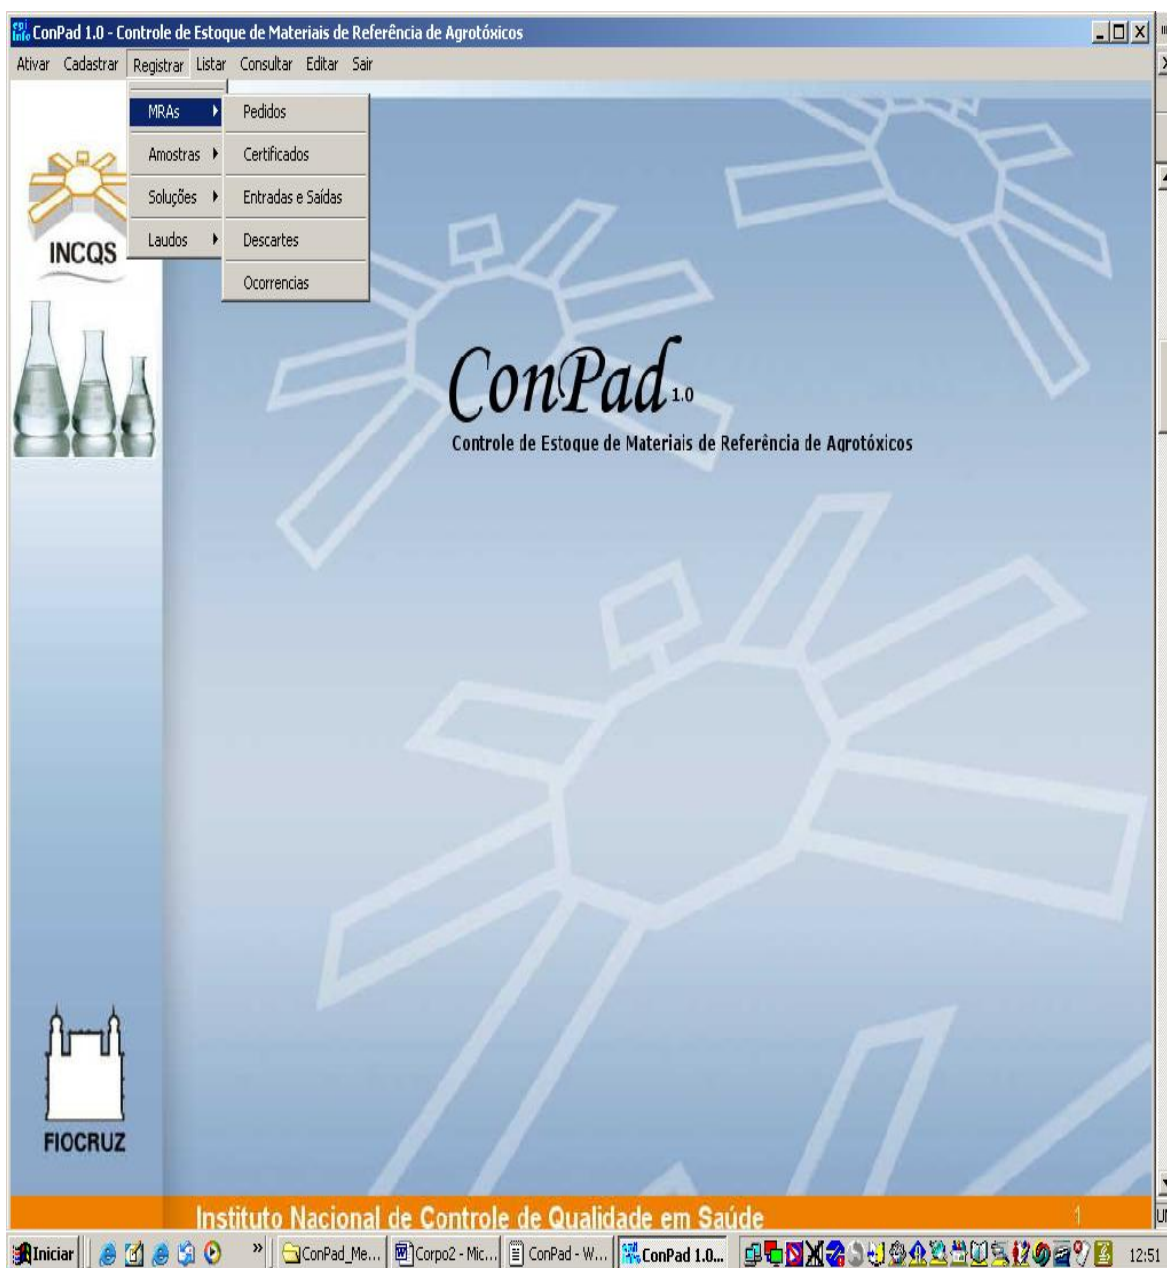 epi
info
ConPad 1.0 - Controle de Estoque de Materiais de Referência de Agrotóxicos
Ativar Cadastrar Registrar Listar Consultar Editar Sair
MRAs
Pedidos
Amostras
Certificados
Soluções
Entradas e Saídas
Laudos
Descartes
Ocorrencias
INCQS
ConPad 1.0
Controle de Estoque de Materiais de Referência de Agrotóxicos
FIOCRUZ
Instituto Nacional de Controle de Qualidade em Saúde 1
Iniciar » ConPad_Me... Corpo2 - Mic... ConPad - W... ConPad 1.0... 12:51